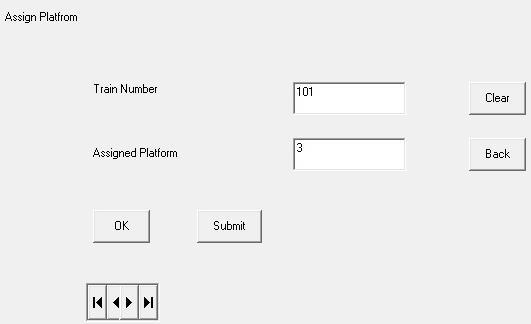 Assign Platfrom
Train Number
101
Clear
Assigned Platform
3
Back
OK
Submit